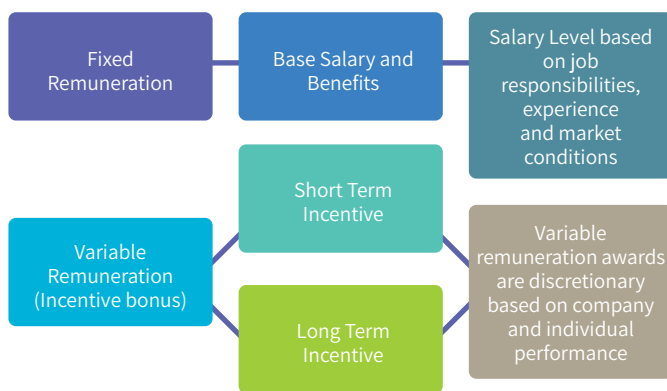 Fixed
Remuneration
Base Salary and
Benefits
Salary Level based
on job
responsibilities,
experience
and market
conditions
Variable
Remuneration
(Incentive bonus)
Short Term
Incentive
Long Term
Incentive
Variable
remuneration awards
are discretionary
based on company
and individual
performance